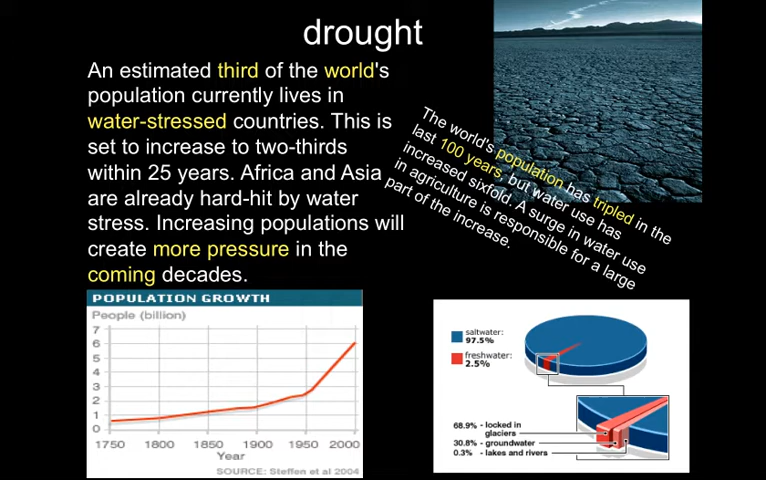 drought
An estimated third of the world's
population currently lives in
water-stressed countries. This is
set to increase to two-thirds
within 25 years. Africa and Asia
are already hard-hit by water
stress. Increasing populations will
create more pressure in the
coming decades.
The world's population has tripled in the
last 100 years, but water use has
increased sixfold. A surge in water use
in agriculture is responsible for a large
part of the increase.
POPULATION GROWTH
People (billion)
7
6
5
4
3
2
1
0
1750 1800 1850 1900 1950 2000
Year
SOURCE: Steffen et al 2004
saltwater:
97.5%
freshwater:
2.5%
68.9% - locked in
glaciers
30.8% - groundwater
0.3% - lakes and rivers